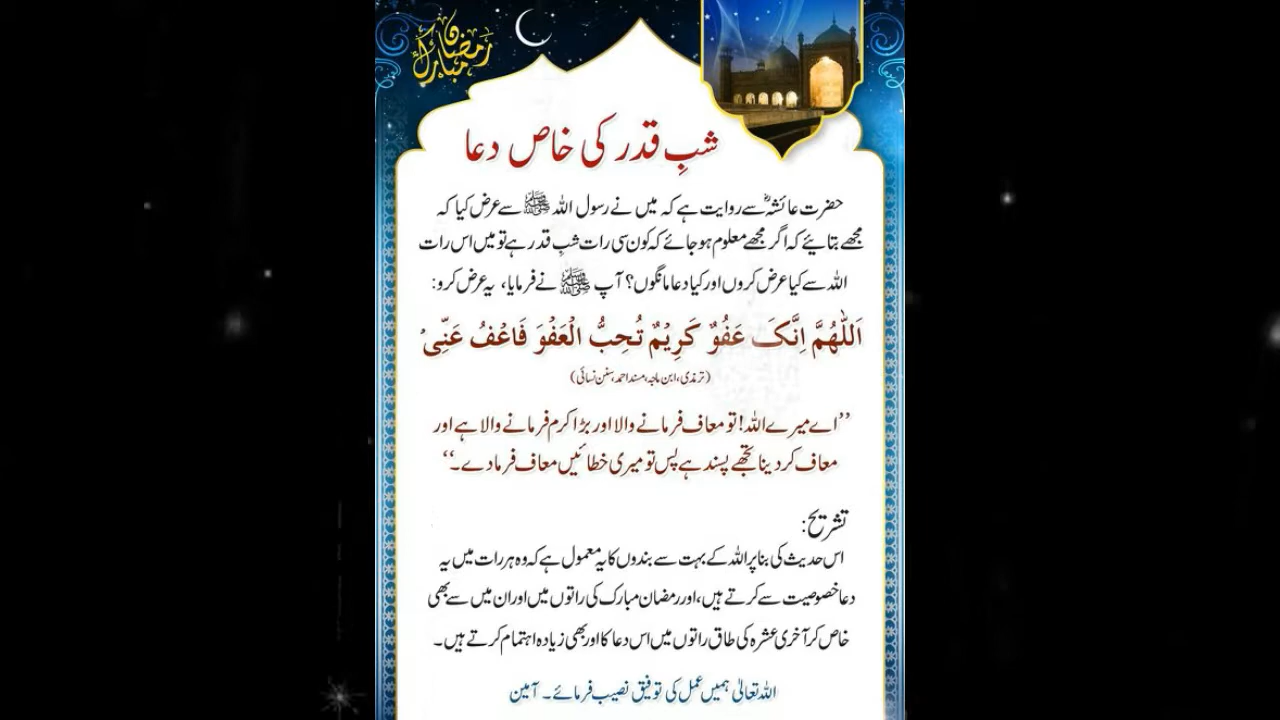 رمضان مبارک
شبِ قدر کی خاص دعا
حضرت عائشہؓ سے روایت ہے کہ میں نے رسول اللہ ﷺ سے عرض کیا کہ
مجھے بتایئے کہ اگر مجھے معلوم ہوجائے کہ کون سی رات شبِ قدر ہے تو میں اس رات
اللہ سے کیا عرض کروں اور کیا دعا مانگوں؟ آپ ﷺ نے فرمایا، یہ عرض کرو:
اَللّٰهُمَّ اِنَّکَ عَفُوٌ کَرِیْمٌ تُحِبُّ الْعَفْوَ فَاعْفُ عَنِّیْ
(ترمذی، ابن ماجہ، مسند احمد، سنن نسائی)
’’اے میرے اللہ! تو معاف فرمانے والا اور بڑا کرم فرمانے والا ہے اور
معاف کردینا تجھے پسند ہے پس تو میری خطائیں معاف فرمادے۔‘‘
تشریح:
اس حدیث کی بنا پر اللہ کے بہت سے بندوں کا یہ معمول ہے کہ وہ ہر رات میں یہ
دعا خصوصیت سے کرتے ہیں، اور رمضان مبارک کی راتوں میں اور ان میں سے بھی
خاص کر آخری عشرہ کی طاق راتوں میں اس دعا کا اور بھی زیادہ اہتمام کرتے ہیں۔
اللہ تعالیٰ ہمیں عمل کی توفیق نصیب فرمائے۔ آمین